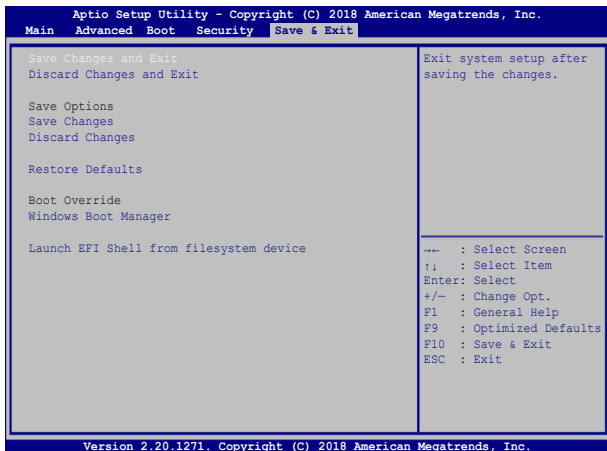 Aptio Setup Utility - Copyright (C) 2018 American Megatrends, Inc.
Main Advanced Boot Security Save & Exit
Save Changes and Exit
Discard Changes and Exit
Save Options
Save Changes
Discard Changes
Restore Defaults
Boot Override
Windows Boot Manager
Launch EFI Shell from filesystem device
Exit system setup after
saving the changes.
→← : Select Screen
↑↓ : Select Item
Enter: Select
+/— : Change Opt.
F1 : General Help
F9 : Optimized Defaults
F10 : Save & Exit
ESC : Exit
Version 2.20.1271. Copyright (C) 2018 American Megatrends, Inc.